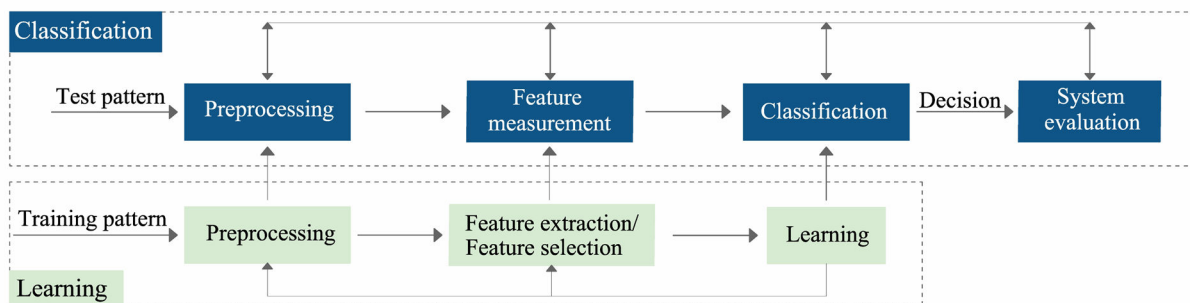 Classification
Test pattern
Preprocessing
Feature
measurement
Classification
Decision
System
evaluation
Training pattern
Preprocessing
Feature extraction/
Feature selection
Learning
Learning